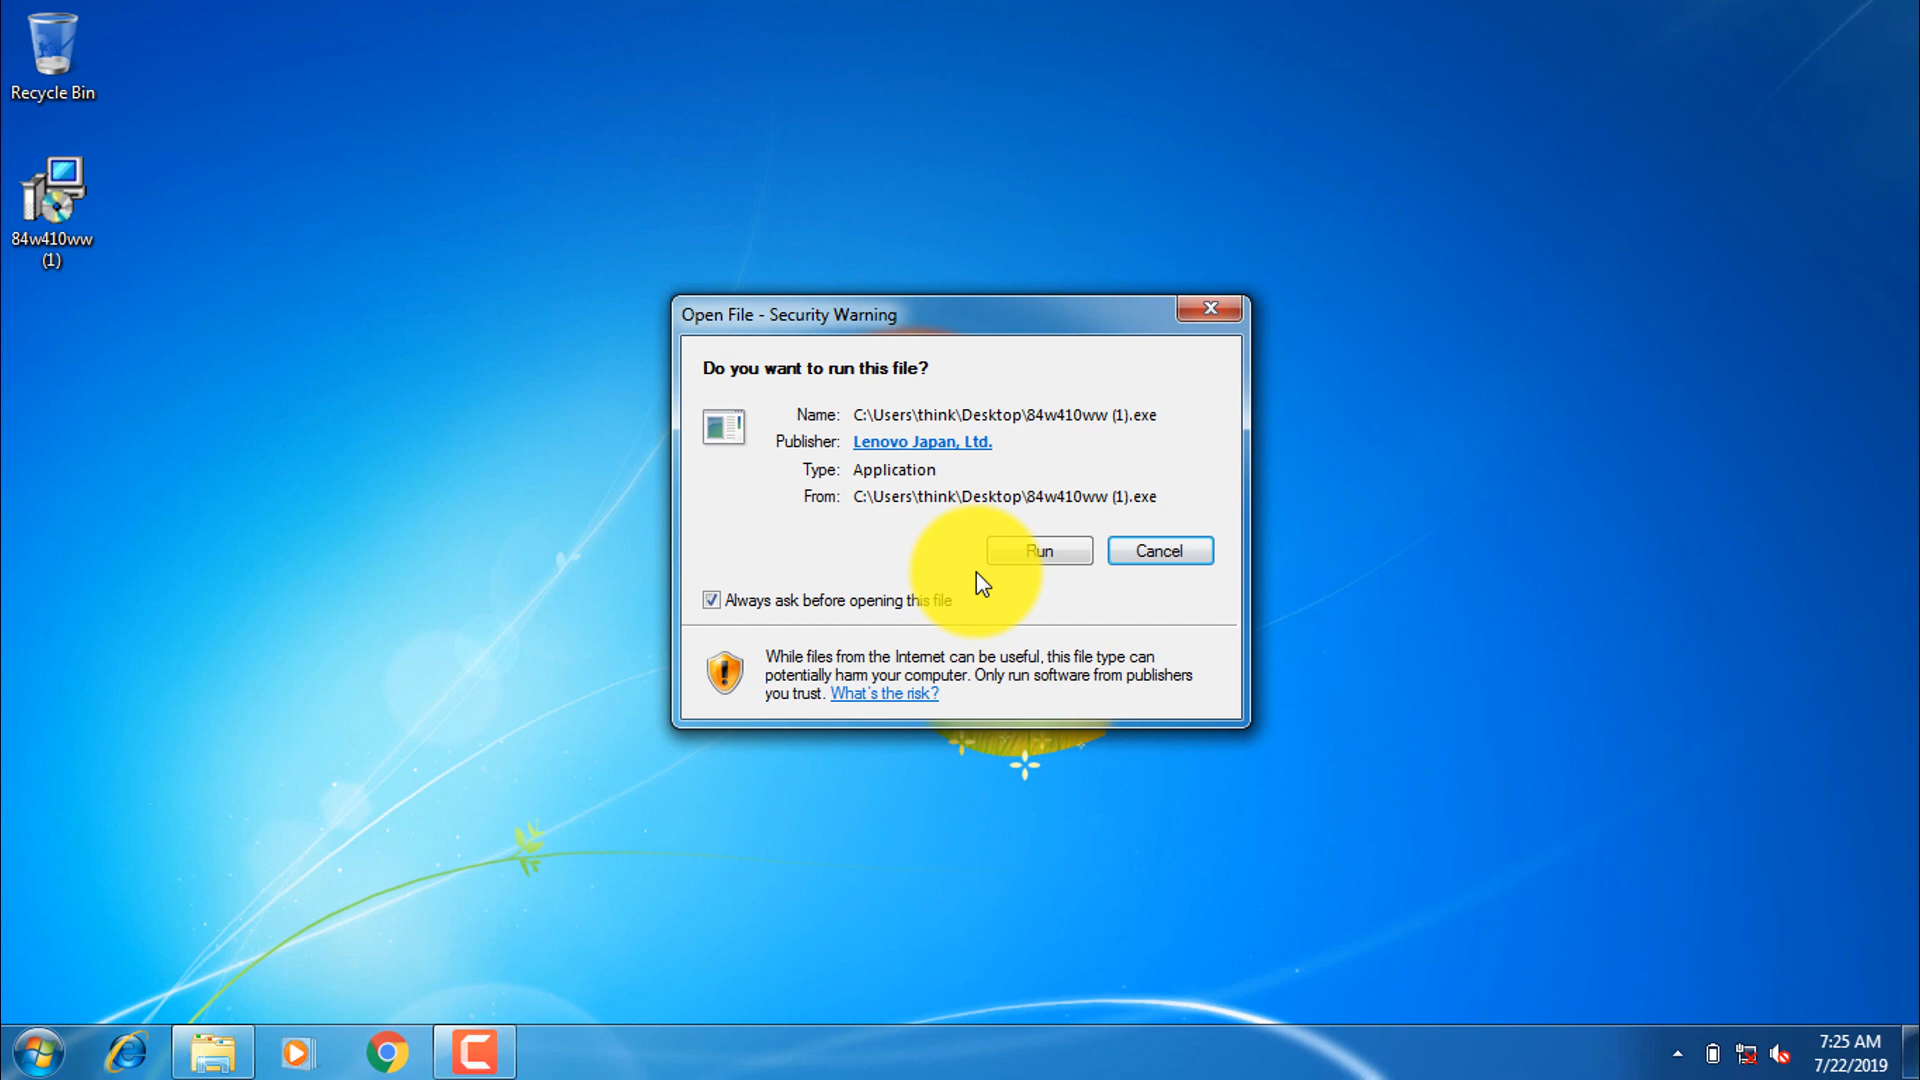 Recycle Bin
84w410ww
(1)
Open File - Security Warning
Do you want to run this file?
Name: C:\Users\think\Desktop\84w410ww (1).exe
Publisher: Lenovo Japan, Ltd.
Type: Application
From: C:\Users\think\Desktop\84w410ww (1).exe
Run Cancel
Always ask before opening this file
While files from the Internet can be useful, this file type can
potentially harm your computer. Only run software from publishers
you trust. What's the risk?
7:25 AM
7/22/2019